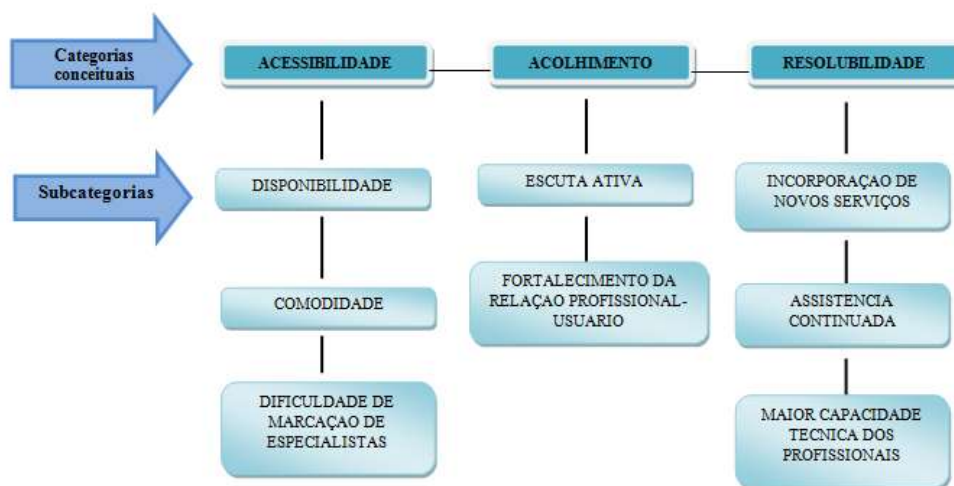 Categorias
conceituais
ACESSIBILIDADE
ACOLHIMENTO
RESOLUBILIDADE
Subcategorias
DISPONIBILIDADE
COMODIDADE
DIFICULDADE DE
MARCAÇAO DE
ESPECIALISTAS
ESCUTA ATIVA
FORTALECIMENTO DA
RELAÇAO PROFISSIONAL-
USUARIO
INCORPORAÇAO DE
NOVOS SERVIÇOS
ASSISTENCIA
CONTINUADA
MAIOR CAPACIDADE
TECNICA DOS
PROFISSIONAIS